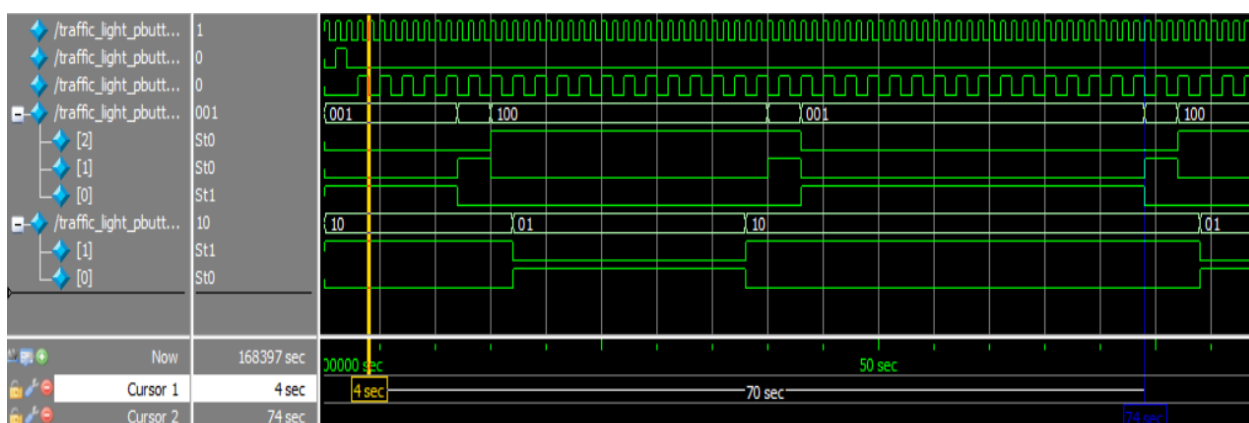 /traffic_light_pbutt... 1
/traffic_light_pbutt... 0
/traffic_light_pbutt... 0
/traffic_light_pbutt... 001 001 100 001 100
[2] St0
[1] St0
[0] St1
/traffic_light_pbutt... 10 10 01 10 01
[1] St1
[0] St0
Now 168397 sec 00000 sec 50 sec
Cursor 1 4 sec 4 sec 70 sec
Cursor 2 74 sec 74 sec